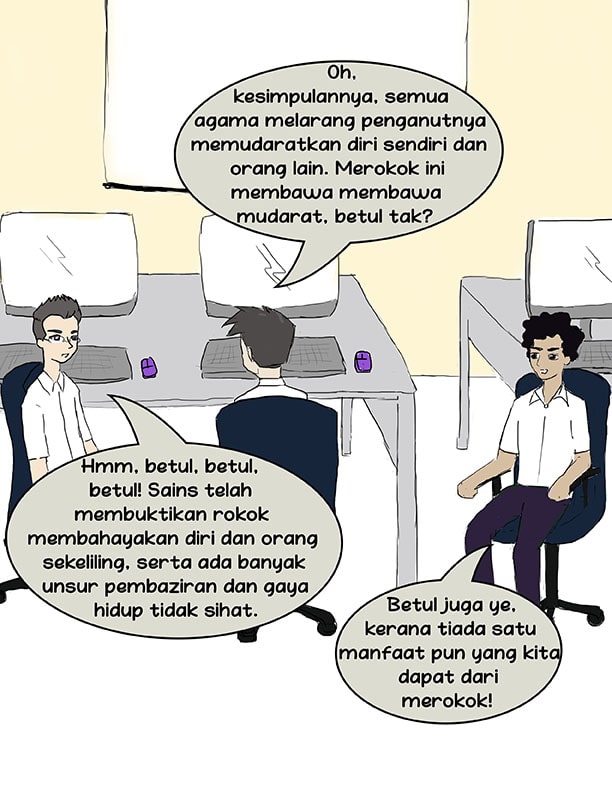 Oh,
kesimpulannya, semua
agama melarang penganutnya
memudaratkan diri sendiri dan
orang lain. Merokok ini
membawa membawa
mudarat, betul tak?
Hmm, betul, betul,
betul! Sains telah
membuktikan rokok
membahayakan diri dan orang
sekeliling, serta ada banyak
unsur pembaziran dan gaya
hidup tidak sihat.
Betul juga ye,
kerana tiada satu
manfaat pun yang kita
dapat dari
merokok!